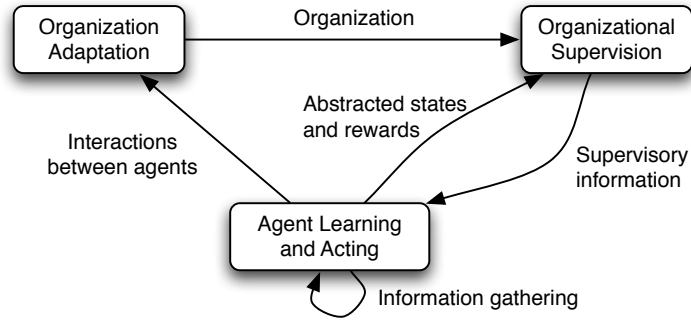 Organization
Adaptation
Organization
Organizational
Supervision
Abstracted states
and rewards
Interactions
between agents
Supervisory
information
Agent Learning
and Acting
Information gathering